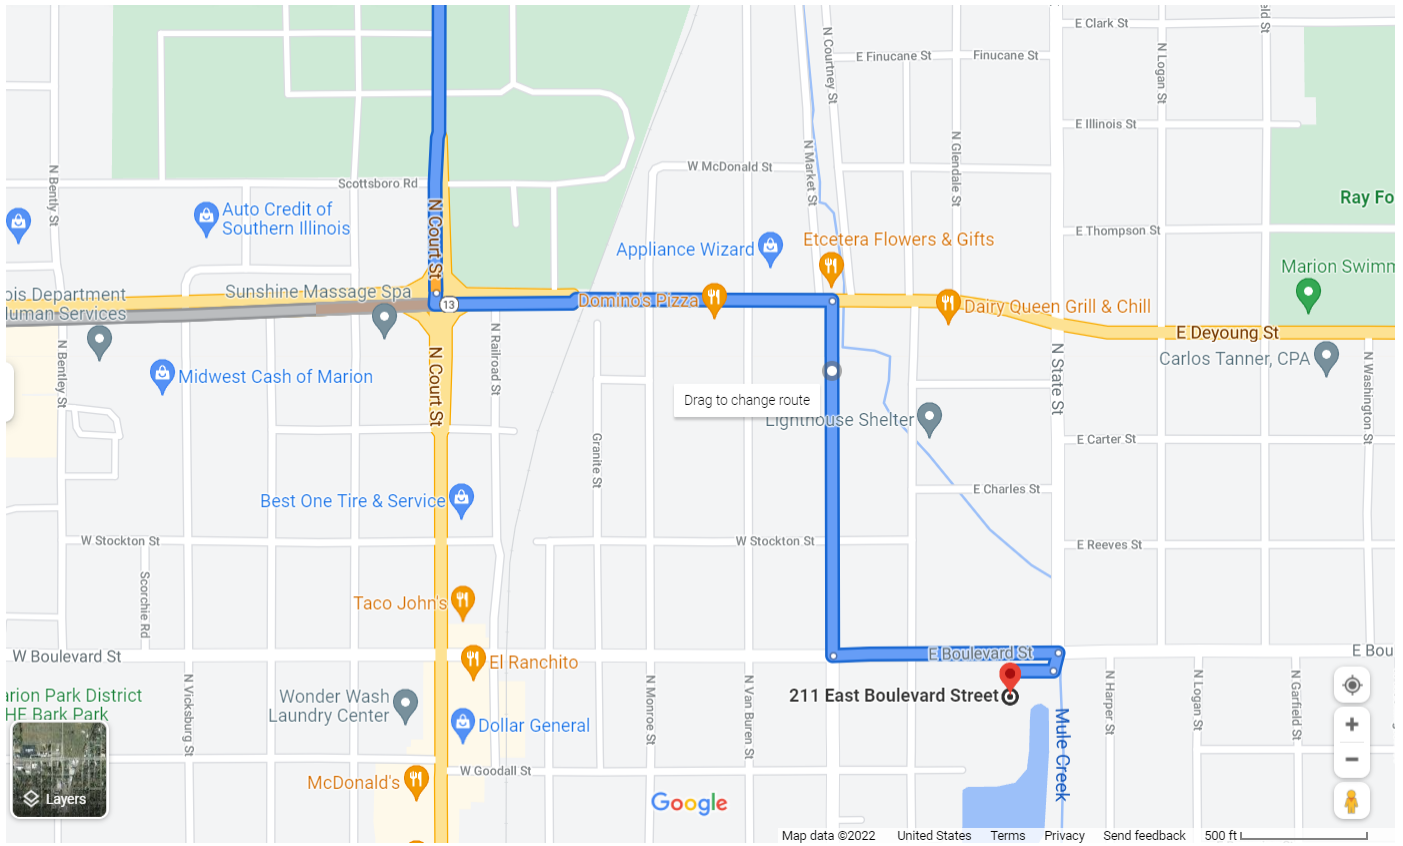 E Clark St
N Courtney St
E Finucane St
Finucane St
N Logan St
E Illinois St
N Glendale St
N Market St
W McDonald St
N Bently St
Scottsboro Rd
Ray Fo
Auto Credit of
Southern Illinois
N Court St
E Thompson St
Appliance Wizard
Etcetera Flowers & Gifts
Marion Swimm
ois Department
Human Services
Sunshine Massage Spa
13
Domino's Pizza
Dairy Queen Grill & Chill
E Deyoung St
N Railroad St
N Bentley St
Midwest Cash of Marion
N Court St
N State St
Carlos Tanner, CPA
N Washington St
Drag to change route
Lighthouse Shelter
E Carter St
Granite St
Best One Tire & Service
E Charles St
W Stockton St
W Stockton St
E Reeves St
Scorchie Rd
Taco John's
W Boulevard St
El Ranchito
E Boulevard St
E Bou
211 East Boulevard Street
arion Park District
HE Bark Park
N Vicksburg St
Wonder Wash
Laundry Center
Dollar General
N Monroe St
N Van Buren St
Mule Creek
N Harper St
N Logan St
N Garfield St
W Goodall St
McDonald's
Layers
Google
Map data ©2022
United States
Terms
Privacy
Send feedback
500 ft